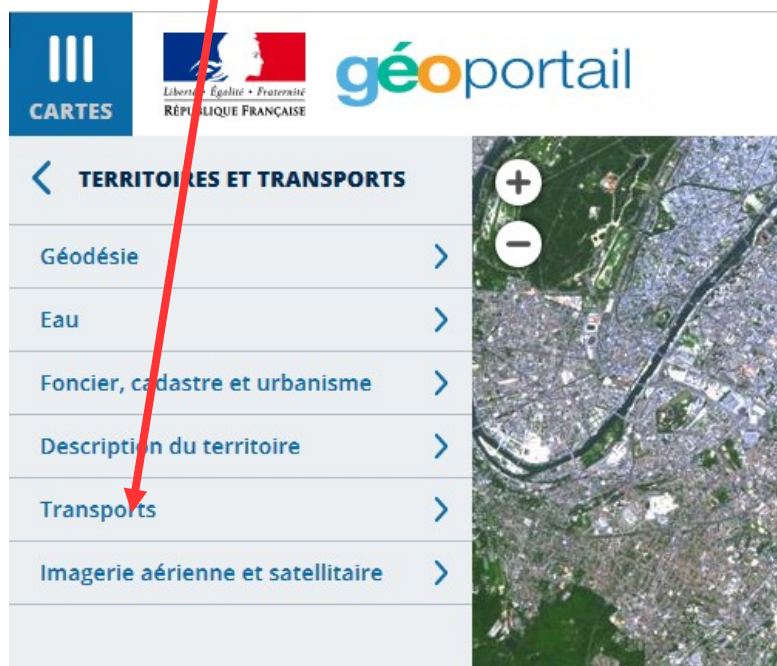 CARTES
Liberté • Égalité • Fraternité
RÉPUBLIQUE FRANÇAISE
géoportail
TERRITOIRES ET TRANSPORTS
Géodésie
Eau
Foncier, cadastre et urbanisme
Description du territoire
Transports
Imagerie aérienne et satellitaire